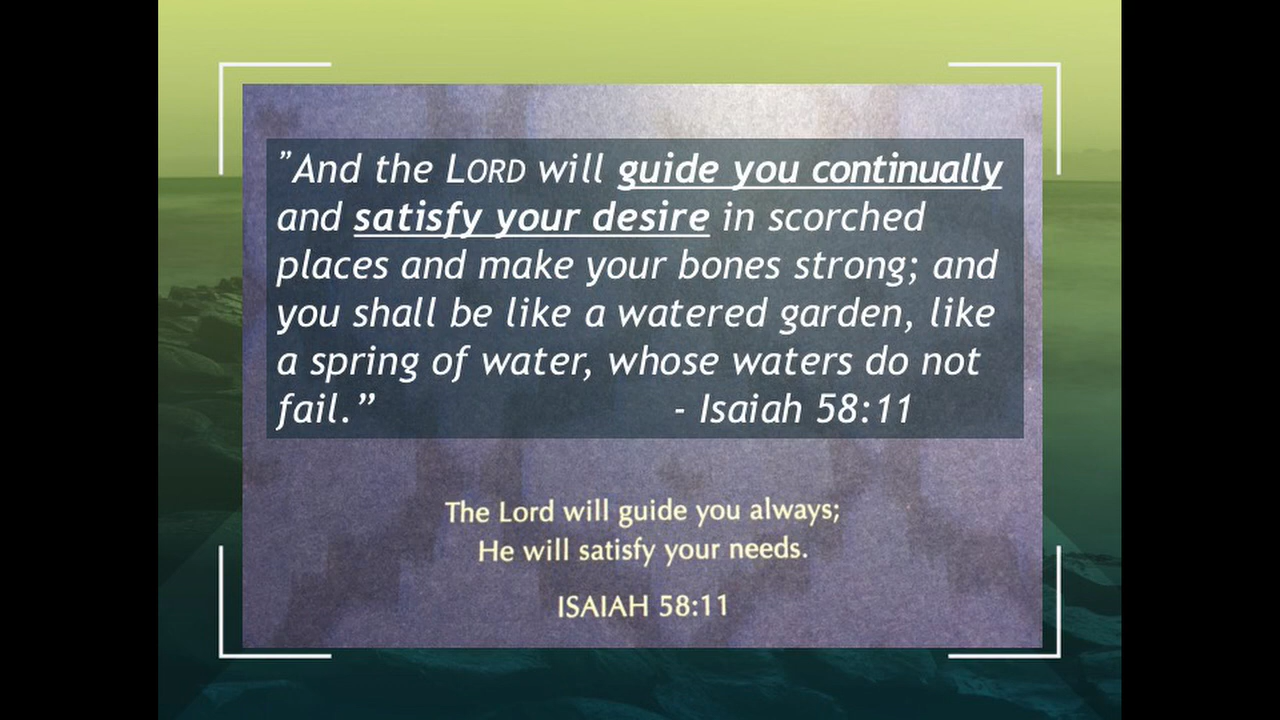 "And the LORD will guide you continually
and satisfy your desire in scorched
places and make your bones strong; and
you shall be like a watered garden, like
a spring of water, whose waters do not
fail.” - Isaiah 58:11
The Lord will guide you always;
He will satisfy your needs.
ISAIAH 58:11